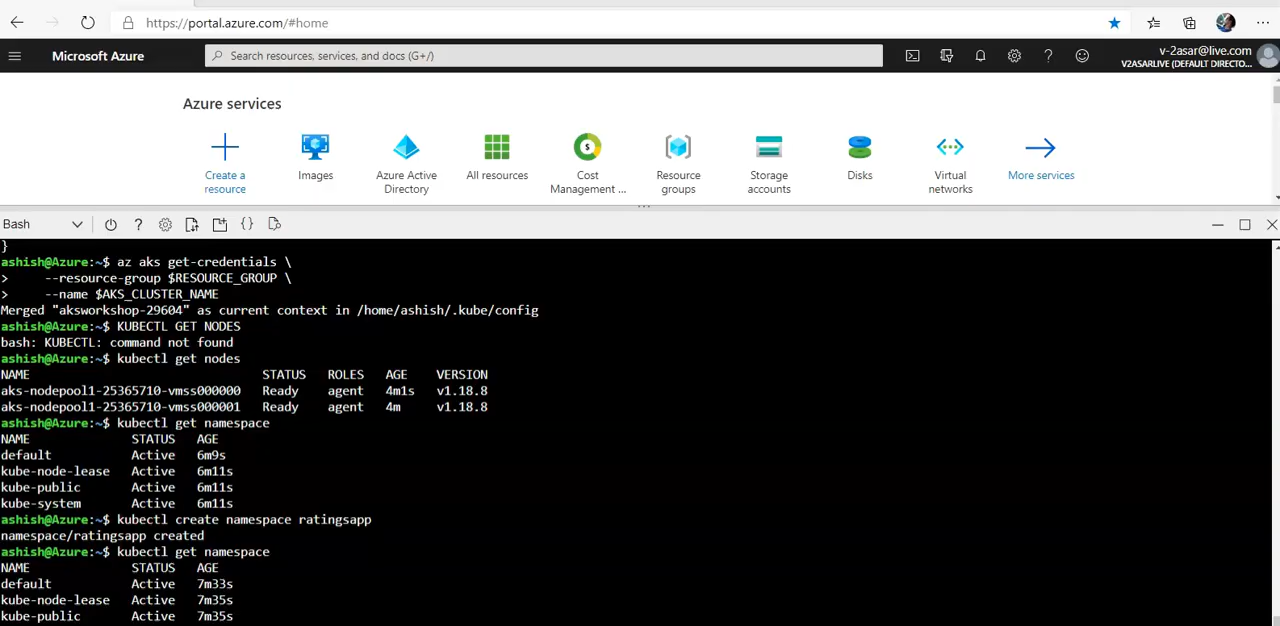 https://portal.azure.com/#home
Microsoft Azure
Search resources, services, and docs (G+/)
v-2asar@live.com
V2ASARLIVE (DEFAULT DIRECTO...
Azure services
Create a resource
Images
Azure Active Directory
All resources
Cost Management ...
Resource groups
Storage accounts
Disks
Virtual networks
More services
Bash
}
ashish@Azure:~$ az aks get-credentials \
>     --resource-group $RESOURCE_GROUP \
>     --name $AKS_CLUSTER_NAME
Merged "aksworkshop-29604" as current context in /home/ashish/.kube/config
ashish@Azure:~$ KUBECTL GET NODES
bash: KUBECTL: command not found
ashish@Azure:~$ kubectl get nodes
NAME                                STATUS   ROLES   AGE    VERSION
aks-nodepool1-25365710-vmss000000   Ready    agent   4m1s   v1.18.8
aks-nodepool1-25365710-vmss000001   Ready    agent   4m     v1.18.8
ashish@Azure:~$ kubectl get namespace
NAME              STATUS   AGE
default           Active   6m9s
kube-node-lease   Active   6m11s
kube-public       Active   6m11s
kube-system       Active   6m11s
ashish@Azure:~$ kubectl create namespace ratingsapp
namespace/ratingsapp created
ashish@Azure:~$ kubectl get namespace
NAME              STATUS   AGE
default           Active   7m33s
kube-node-lease   Active   7m35s
kube-public       Active   7m35s